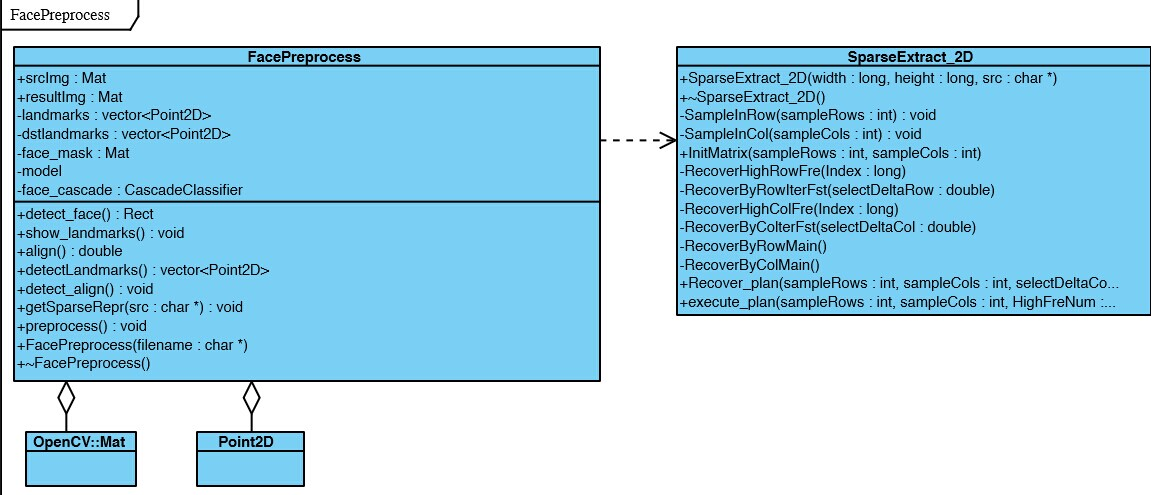 FacePreprocess
FacePreprocess
+srcImg : Mat
+resultImg : Mat
-landmarks : vector<Point2D>
-dstlandmarks : vector<Point2D>
-face_mask : Mat
-model
-face_cascade : CascadeClassifier
+detect_face() : Rect
+show_landmarks() : void
+align() : double
+detectLandmarks() : vector<Point2D>
+detect_align() : void
+getSparseRepr(src : char *) : void
+preprocess() : void
+FacePreprocess(filename : char *)
+~FacePreprocess()
SparseExtract_2D
+SparseExtract_2D(width : long, height : long, src : char *)
+~SparseExtract_2D()
-SampleInRow(sampleRows : int) : void
-SampleInCol(sampleCols : int) : void
+InitMatrix(sampleRows : int, sampleCols : int)
-RecoverHighRowFre(Index : long)
-RecoverByRowIterFst(selectDeltaRow : double)
-RecoverHighColFre(Index : long)
-RecoverByColterFst(selectDeltaCol : double)
-RecoverByRowMain()
-RecoverByColMain()
+Recover_plan(sampleRows : int, sampleCols : int, selectDeltaCo...
+execute_plan(sampleRows : int, sampleCols : int, HighFreNum :...
OpenCV::Mat
Point2D